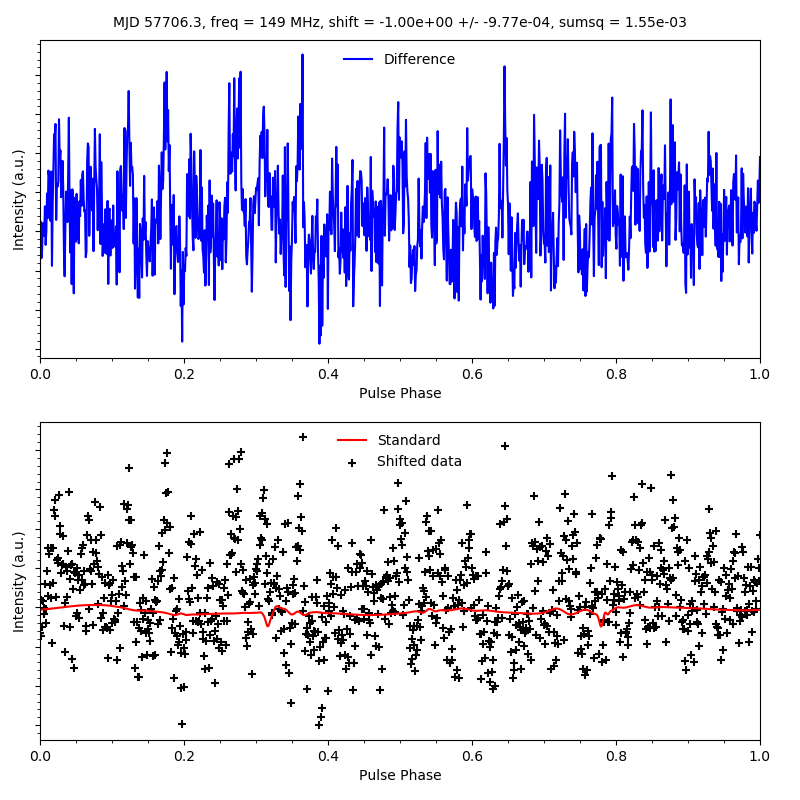 MJD 57706.3, freq = 149 MHz, shift = -1.00e+00 +/- -9.77e-04, sumsq = 1.55e-03
Difference
Intensity (a.u.)
0.0 0.2 0.4 0.6 0.8 1.0
Pulse Phase
Standard
Shifted data
Intensity (a.u.)
0.0 0.2 0.4 0.6 0.8 1.0
Pulse Phase